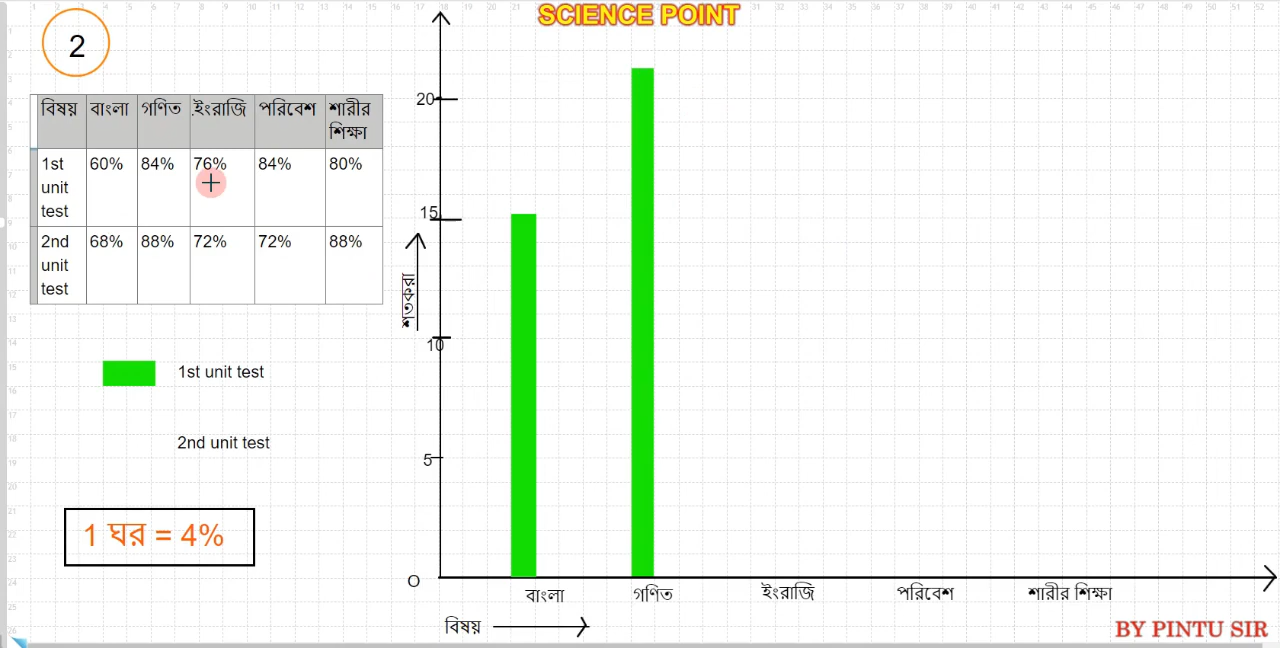 SCIENCE POINT
2
বিষয় বাংলা গণিত ইংরাজি পরিবেশ শারীর শিক্ষা
1st unit test 60% 84% 76% 84% 80%
2nd unit test 68% 88% 72% 72% 88%
1st unit test
2nd unit test
1 ঘর = 4%
20
15
শতকরা
10
5
O
বাংলা গণিত ইংরাজি পরিবেশ শারীর শিক্ষা
বিষয়
BY PINTU SIR